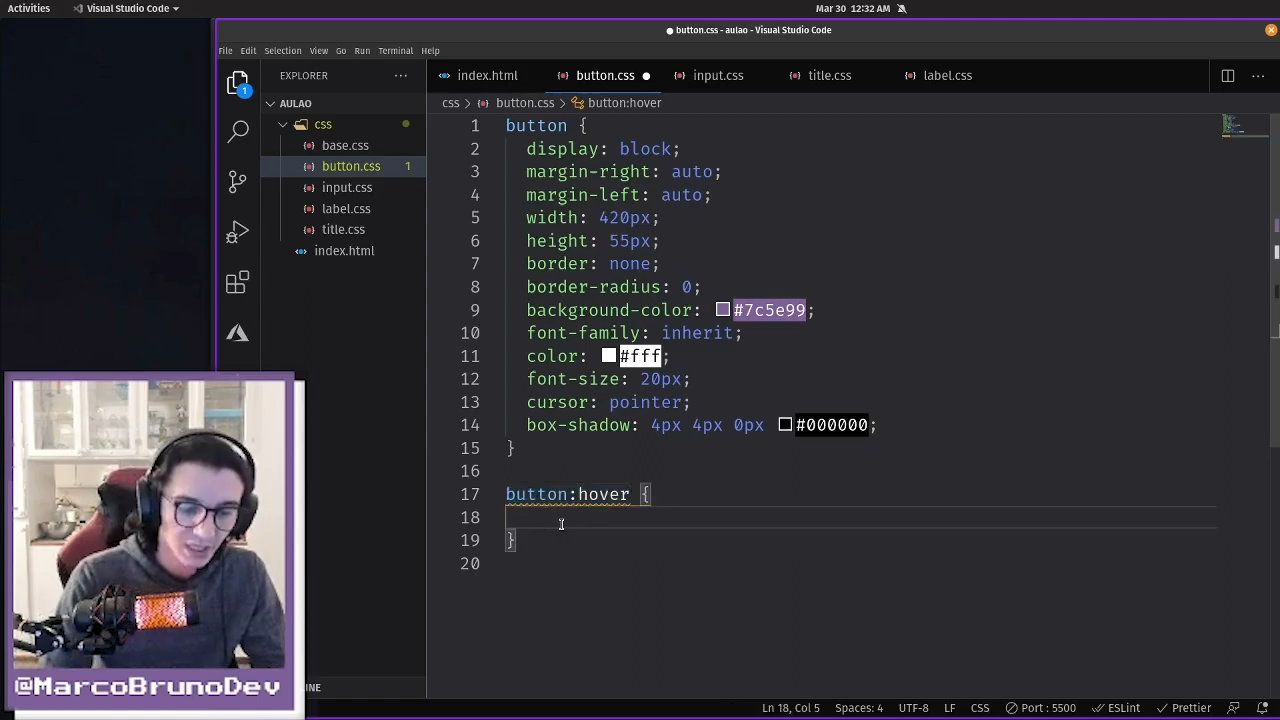 Activities
Visual Studio Code
Mar 30 12:32 AM
button.css - aulao - Visual Studio Code
File Edit Selection View Go Run Terminal Help
1
EXPLORER
AULAO
css
base.css
button.css 1
input.css
label.css
title.css
index.html
index.html button.css input.css title.css label.css
css > button.css > button:hover
1 button {
2 display: block;
3 margin-right: auto;
4 margin-left: auto;
5 width: 420px;
6 height: 55px;
7 border: none;
8 border-radius: 0;
9 background-color: #7c5e99;
10 font-family: inherit;
11 color: #fff;
12 font-size: 20px;
13 cursor: pointer;
14 box-shadow: 4px 4px 0px #000000;
15 }
16
17 button:hover {
18
19 }
20
@MarcoBrunoDev
INE
Ln 18, Col 5 Spaces: 4 UTF-8 LF CSS Port : 5500 ESLint Prettier